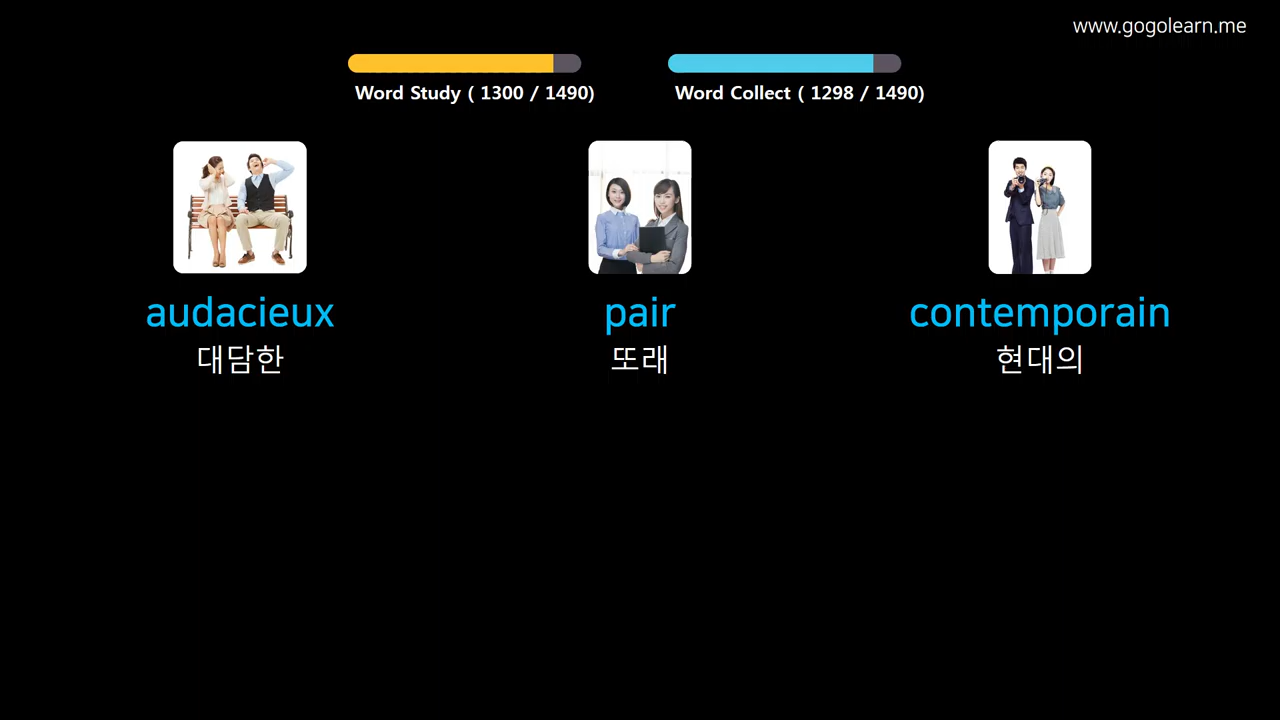 www.gogolearn.me
Word Study ( 1300 / 1490)
Word Collect ( 1298 / 1490)
audacieux
pair
contemporain
대담한
또래
현대의